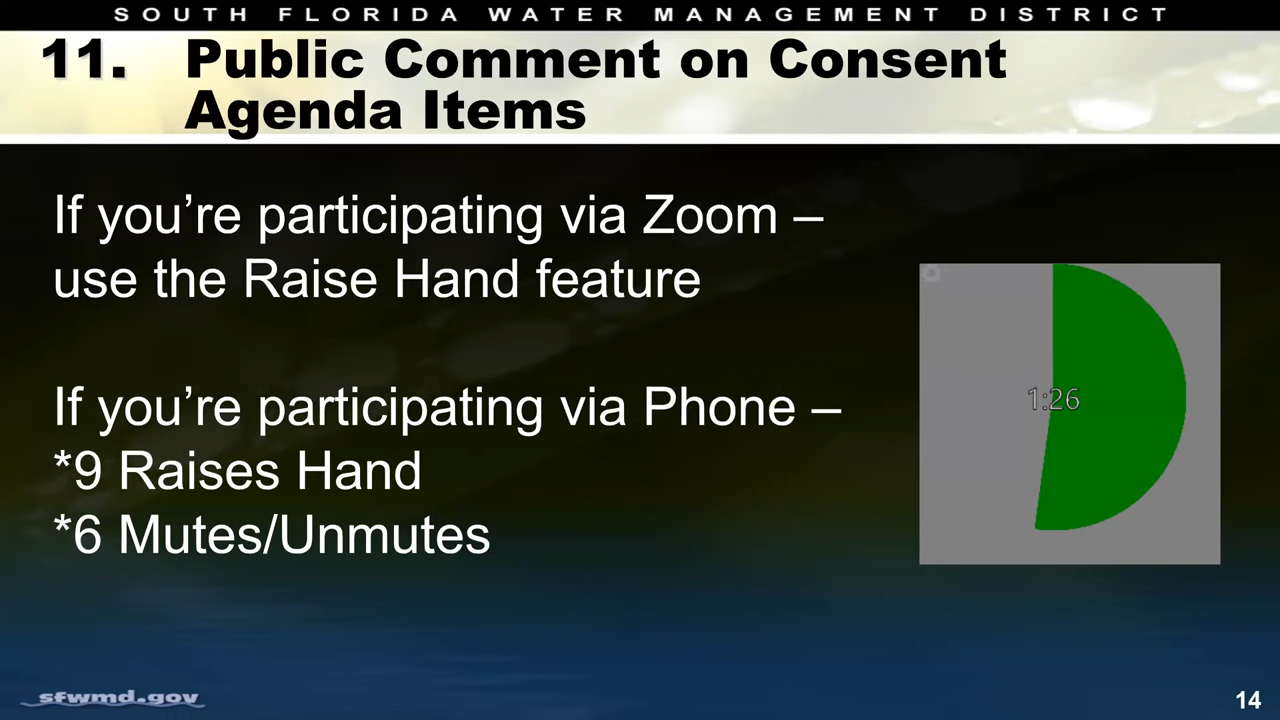 SOUTH FLORIDA WATER MANAGEMENT DISTRICT
11. Public Comment on Consent
Agenda Items
If you’re participating via Zoom –
use the Raise Hand feature
If you’re participating via Phone –
*9 Raises Hand
*6 Mutes/Unmutes
1:26
sfwmd.gov
14